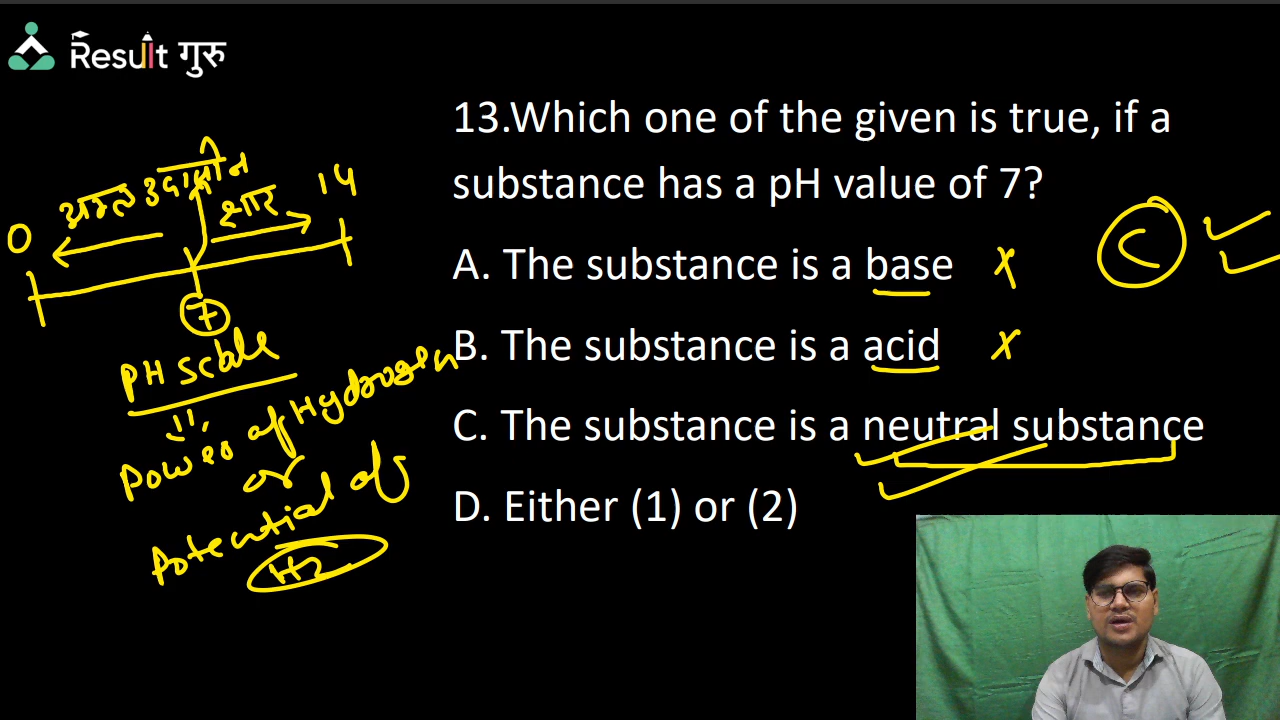 Result गुरु
13.Which one of the given is true, if a
substance has a pH value of 7?
A. The substance is a base X
B. The substance is a acid X
C. The substance is a neutral substance
D. Either (1) or (2)
C
अम्ल उदासीन
क्षार
0
14
7
PH scale
Power of Hydrogen
or
Potential of
H2